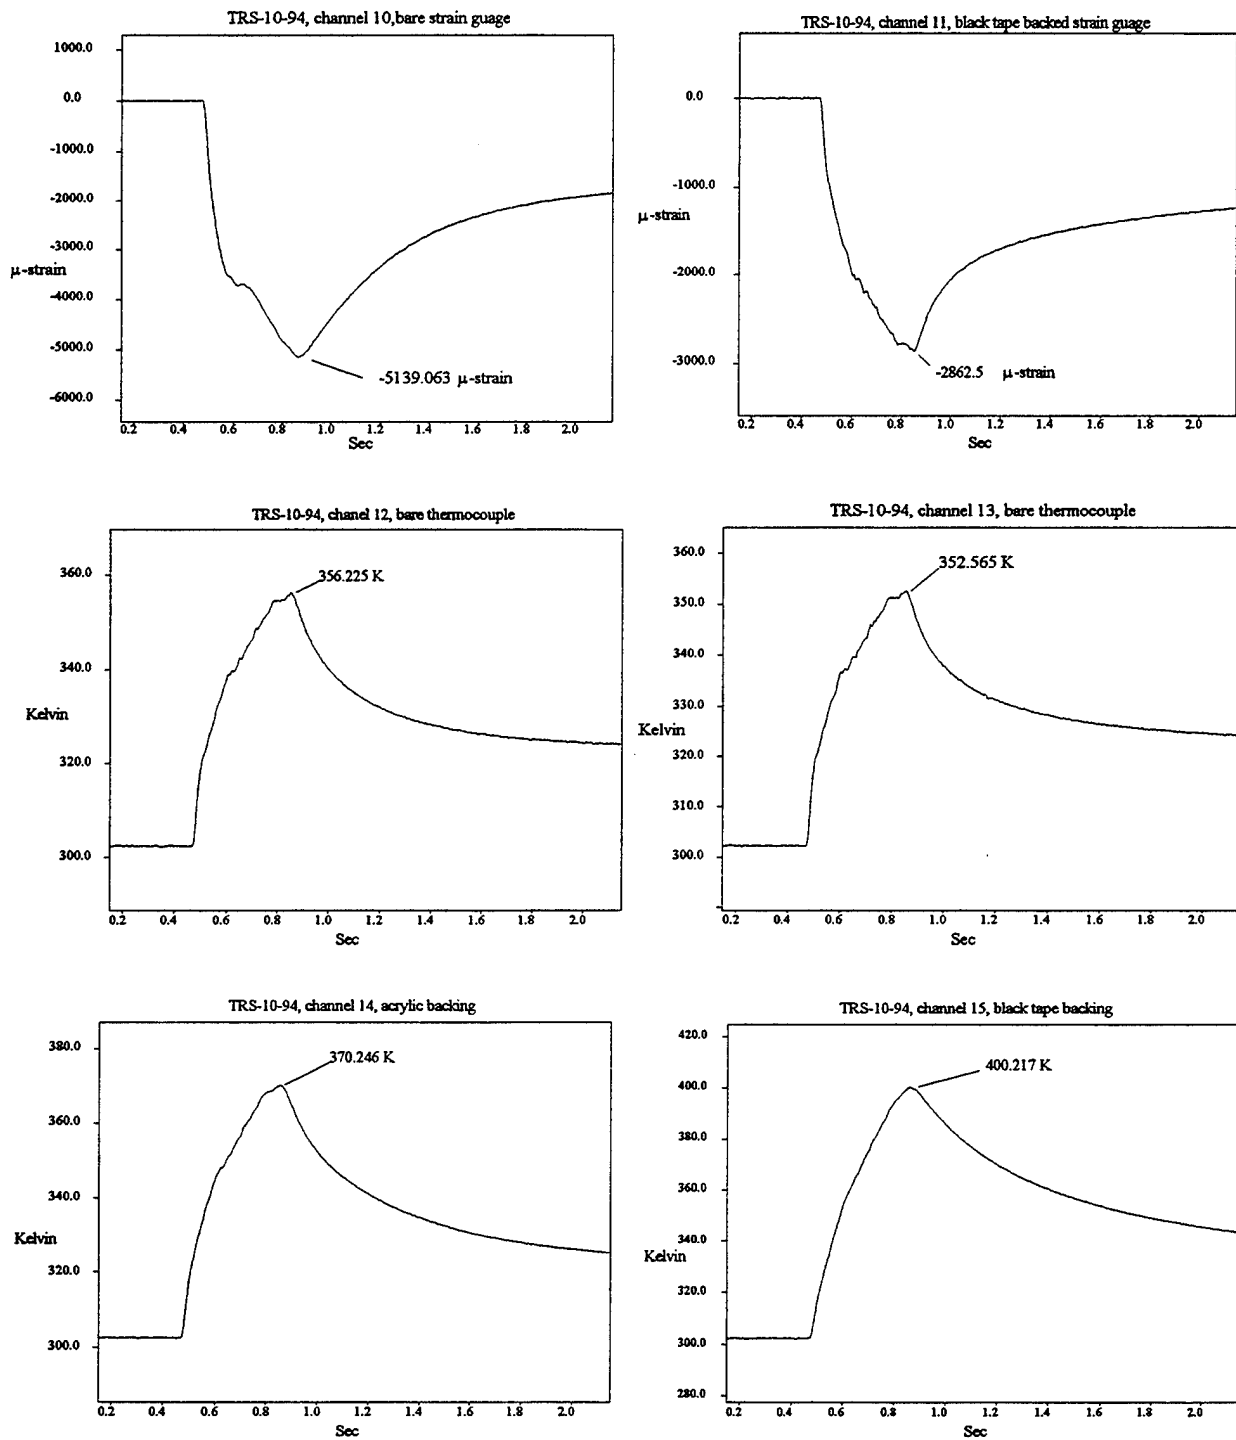 TRS-10-94, channel 10,bare strain guage
1000.0
0.0
-1000.0
-2000.0
-3000.0
μ-strain
-4000.0
-5000.0
-6000.0
-5139.063 μ-strain
0.2 0.4 0.6 0.8 1.0 1.2 1.4 1.6 1.8 2.0
Sec
TRS-10-94, channel 11, black tape backed strain guage
0.0
-1000.0
μ-strain
-2000.0
-3000.0
-2862.5 μ-strain
0.2 0.4 0.6 0.8 1.0 1.2 1.4 1.6 1.8 2.0
Sec
TRS-10-94, chanel 12, bare thermocouple
360.0
356.225 K
340.0
Kelvin
320.0
300.0
0.2 0.4 0.6 0.8 1.0 1.2 1.4 1.6 1.8 2.0
Sec
TRS-10-94, channel 13, bare thermocouple
360.0
352.565 K
350.0
340.0
330.0
Kelvin
320.0
310.0
300.0
0.2 0.4 0.6 0.8 1.0 1.2 1.4 1.6 1.8 2.0
Sec
TRS-10-94, channel 14, acrylic backing
380.0
370.246 K
360.0
340.0
Kelvin
320.0
300.0
0.2 0.4 0.6 0.8 1.0 1.2 1.4 1.6 1.8 2.0
Sec
TRS-10-94, channel 15, black tape backing
420.0
400.217 K
400.0
380.0
360.0
340.0
Kelvin
320.0
300.0
280.0
0.2 0.4 0.6 0.8 1.0 1.2 1.4 1.6 1.8 2.0
Sec